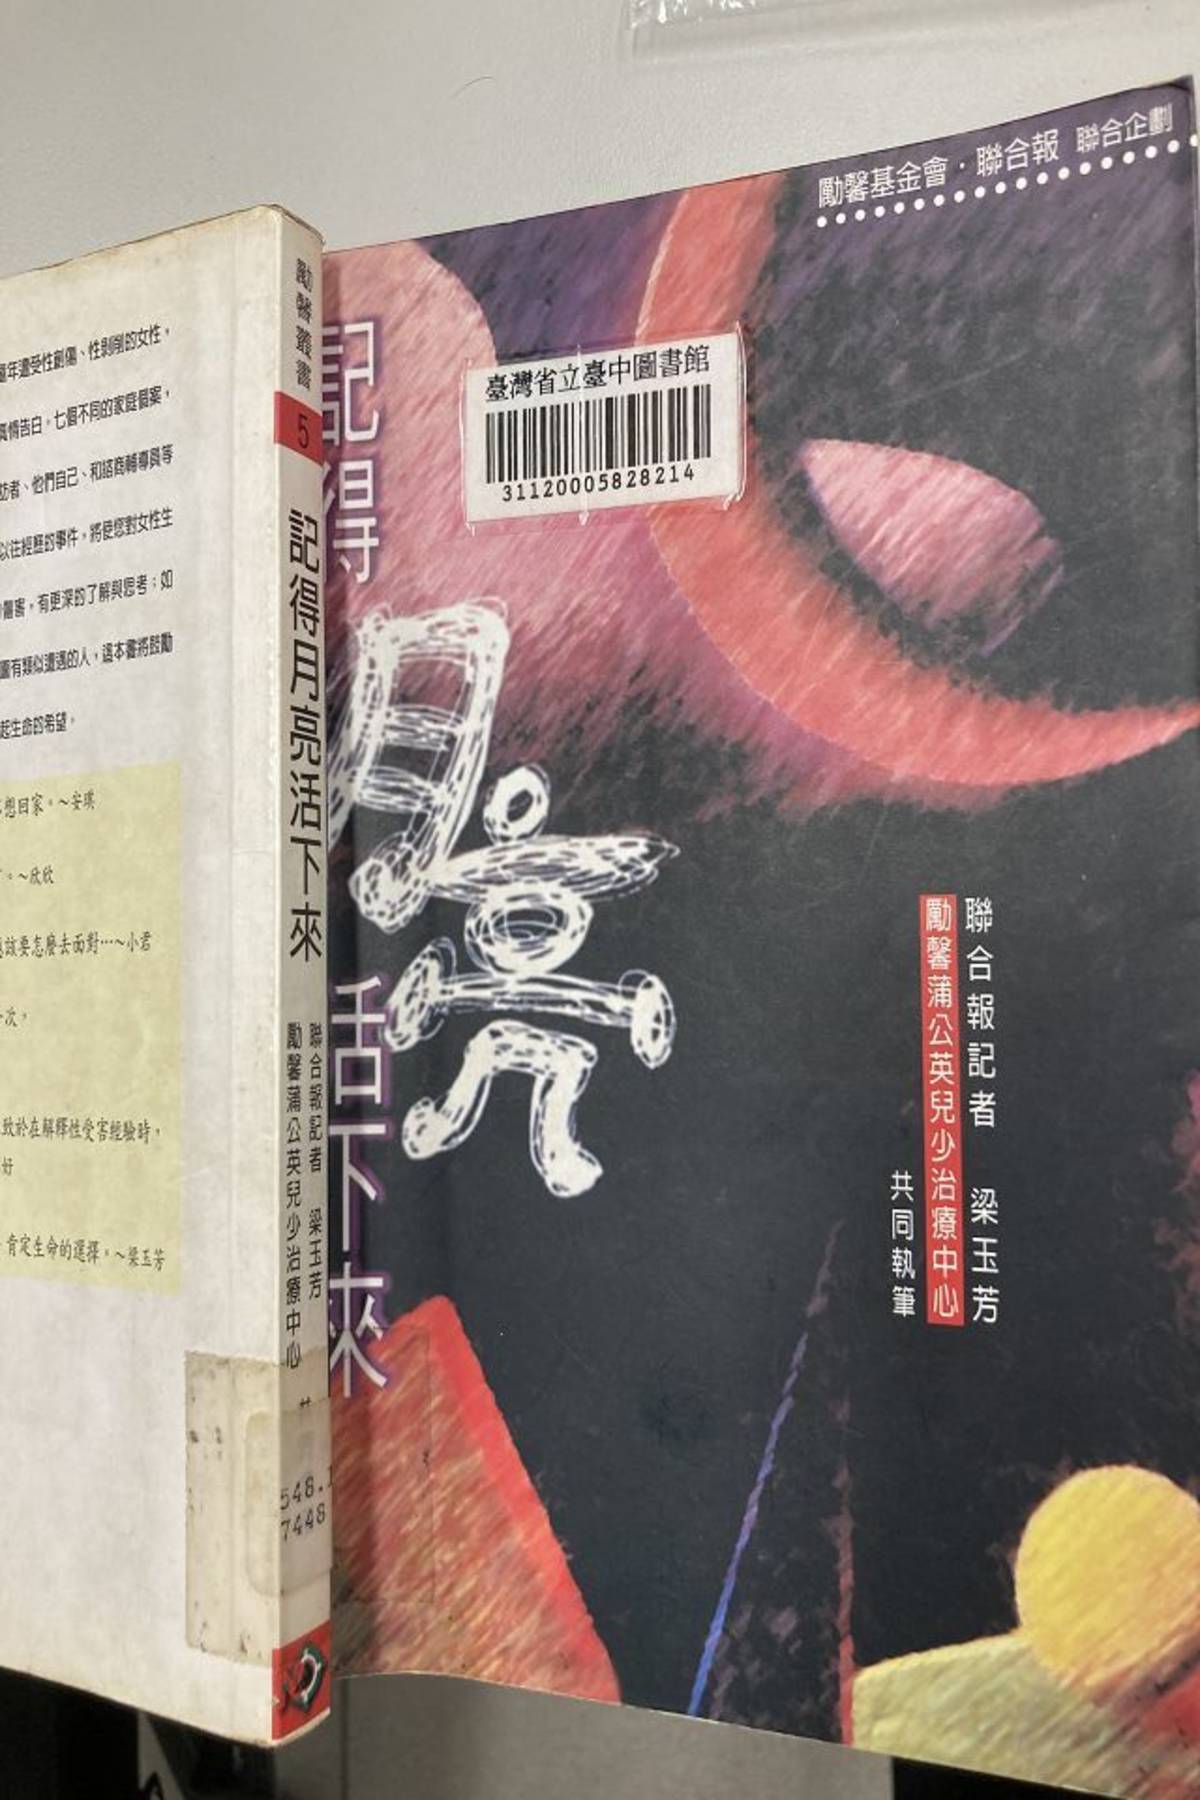 勵馨基金會·聯合報 聯合企劃
臺灣省立臺中圖書館
31120005828214
記得
月亮
活下來
聯合報記者 梁玉芳
勵馨蒲公英兒少治療中心
共同執筆
勵馨叢書
5
記得月亮活下來
聯合報記者 梁玉芳
勵馨蒲公英兒少治療中心
548.1
7448
年遭受性創傷、性剝削的女性,
情告白。七個不同的家庭個案,
訪者、他們自己、和諮商輔導員等
以往經歷的事件,將使您對女性生
傷害,有更深的了解與思考;如
有類似遭遇的人,這本書將鼓勵
起生命的希望。
想回家。~安琪
。~欣欣
該要怎麼去面對…~小君
次,
致於在解釋性受害經驗時,
好
肯定生命的選擇。~梁玉芳